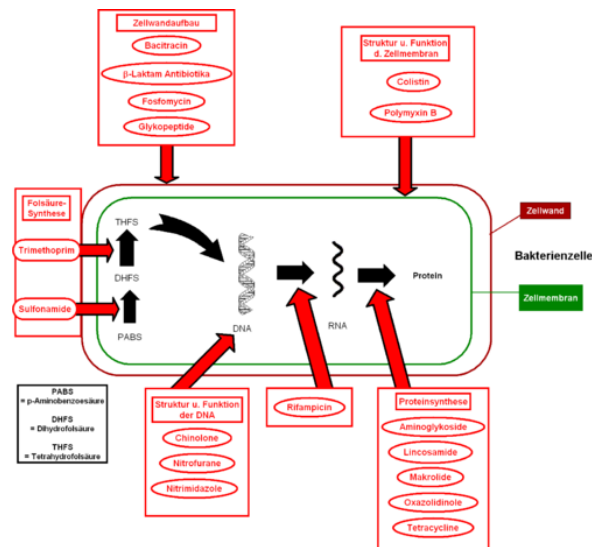 Zellwandaufbau
Bacitracin
β-Laktam Antibiotika
Fosfomycin
Glykopeptide
Struktur u. Funktion
d. Zellmembran
Colistin
Polymyxin B
Folsäure-
Synthese
Trimethoprim
Sulfonamide
THFS
DHFS
PABS
DNA
RNA
Protein
Zellwand
Bakterienzelle
Zellmembran
PABS
= p-Aminobenzoesäure
DHFS
= Dihydrofolsäure
THFS
= Tetrahydrofolsäure
Struktur u. Funktion
der DNA
Chinolone
Nitrofurane
Nitrimidazole
Rifampicin
Proteinsynthese
Aminoglykoside
Lincosamide
Makrolide
Oxazolidinole
Tetracycline